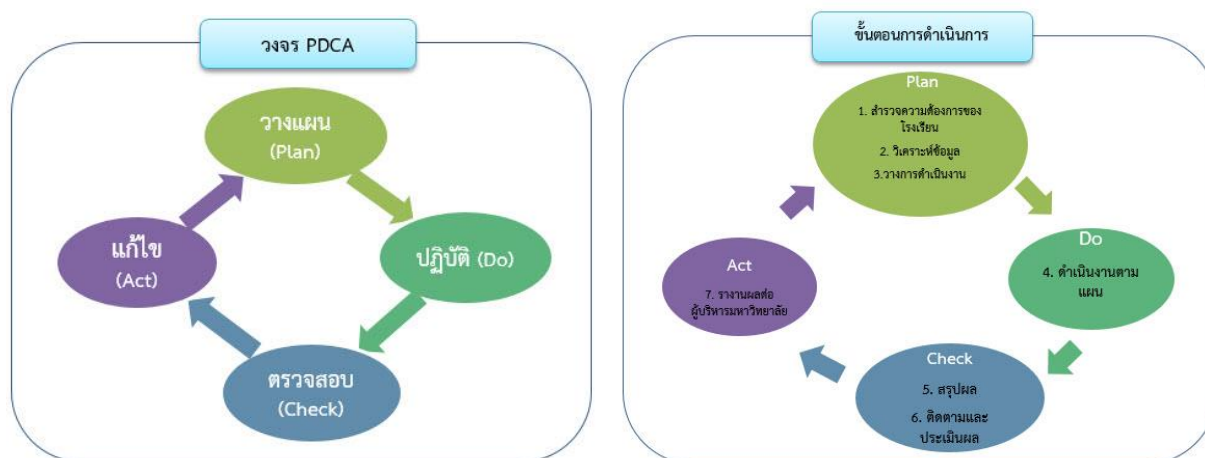 วงจร PDCA
วางแผน
(Plan)
ปฏิบัติ (Do)
ตรวจสอบ
(Check)
แก้ไข
(Act)
ขั้นตอนการดำเนินการ
Plan
1. สำรวจความต้องการของ
โรงเรียน
2. วิเคราะห์ข้อมูล
3.วางการดำเนินงาน
Do
4. ดำเนินงานตาม
แผน
Check
5. สรุปผล
6. ติดตามและ
ประเมินผล
Act
7. รางานผลต่อ
ผู้บริหารมหาวิทยาลัย